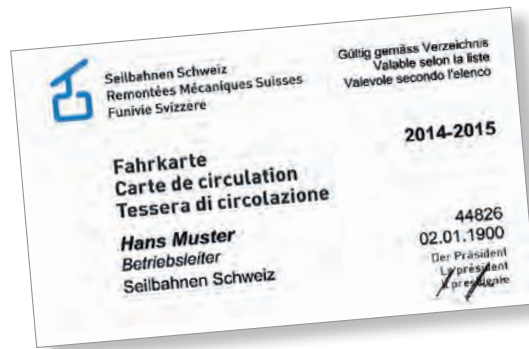 Seilbahnen Schweiz
Remontées Mécaniques Suisses
Funivie Svizzere
Gültig gemäss Verzeichnis
Valable selon la liste
Valevole secondo l'elenco
2014-2015
Fahrkarte
Carte de circulation
Tessera di circolazione
Hans Muster
Betriebsleiter
Seilbahnen Schweiz
44826
02.01.1900
Der Präsident
Le président
Il presidente